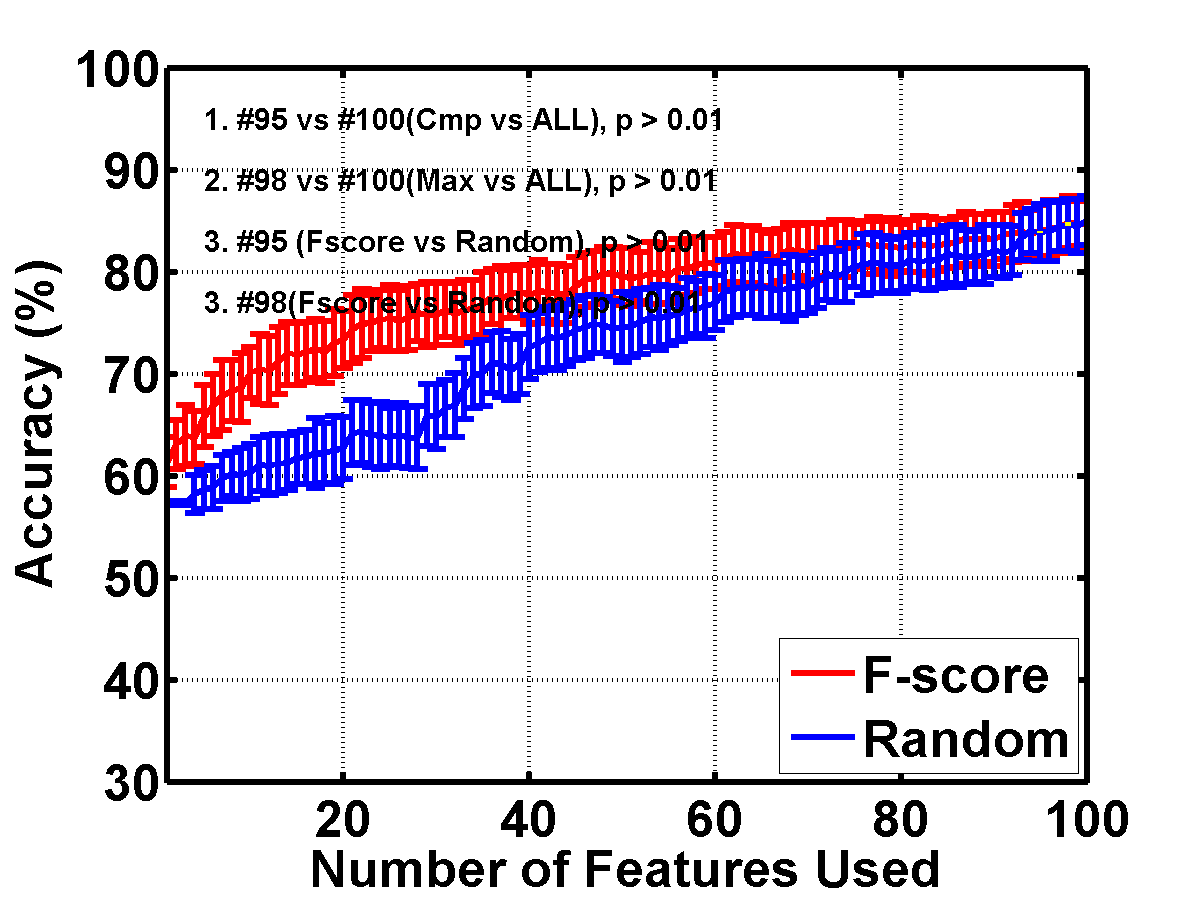 100
90
80
70
60
50
40
30
Accuracy (%)
1. #95 vs #100(Cmp vs ALL), p > 0.01
2. #98 vs #100(Max vs ALL), p > 0.01
3. #95 (Fscore vs Random), p > 0.01
3. #98(Fscore vs Random), p > 0.01
F-score
Random
20 40 60 80 100
Number of Features Used